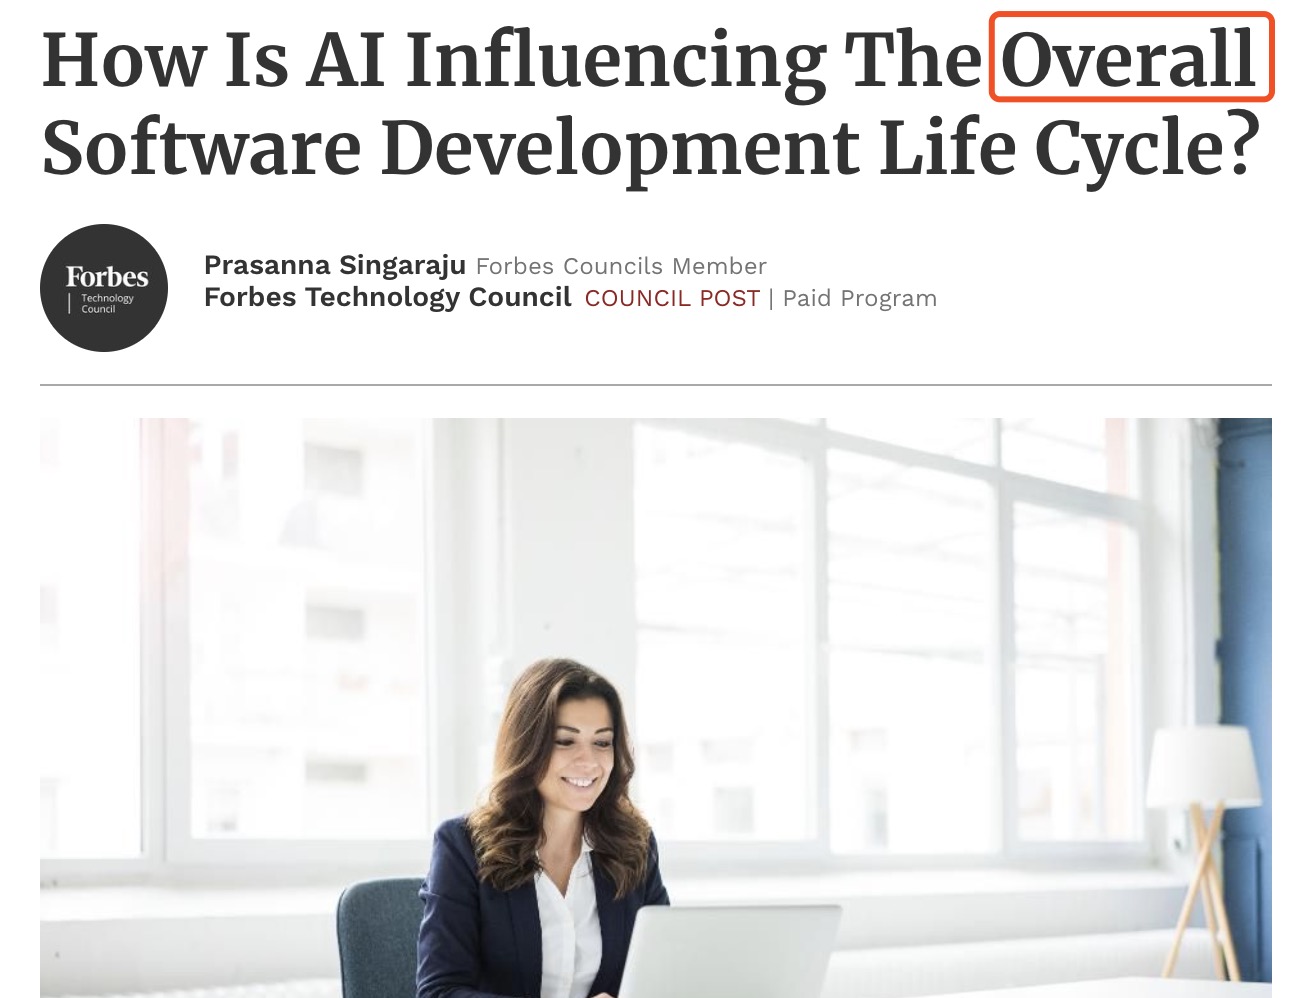 How Is AI Influencing The Overall
Software Development Life Cycle?
Forbes
Technology
Council
Prasanna Singaraju Forbes Councils Member
Forbes Technology Council COUNCIL POST | Paid Program